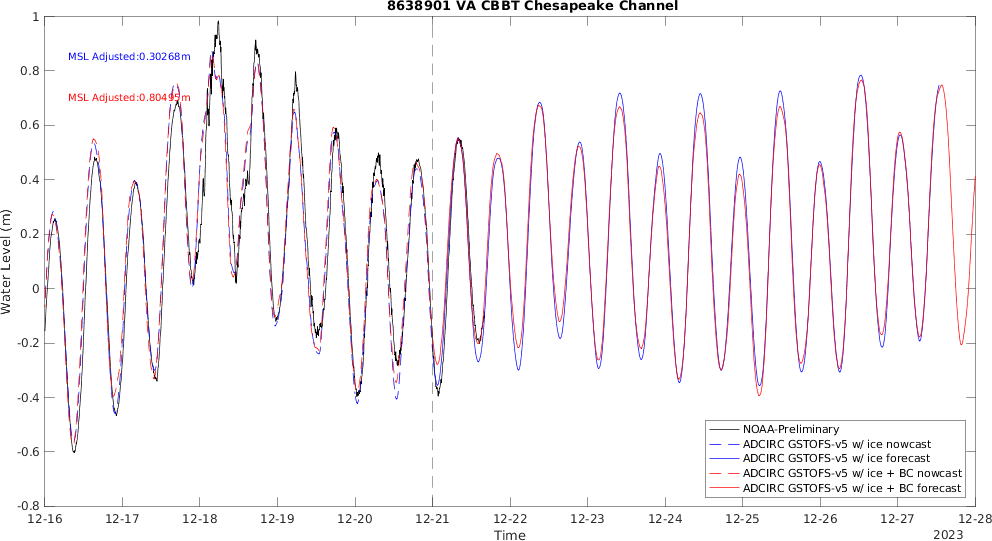 8638901 VA CBBT Chesapeake Channel
MSL Adjusted:0.30268m
MSL Adjusted:0.80495m
Water Level (m)
1
0.8
0.6
0.4
0.2
0
-0.2
-0.4
-0.6
-0.8
NOAA-Preliminary
ADCIRC GSTOFS-v5 w/ ice nowcast
ADCIRC GSTOFS-v5 w/ ice forecast
ADCIRC GSTOFS-v5 w/ ice + BC nowcast
ADCIRC GSTOFS-v5 w/ ice + BC forecast
12-16 12-17 12-18 12-19 12-20 12-21 12-22 12-23 12-24 12-25 12-26 12-27 12-28
Time
2023